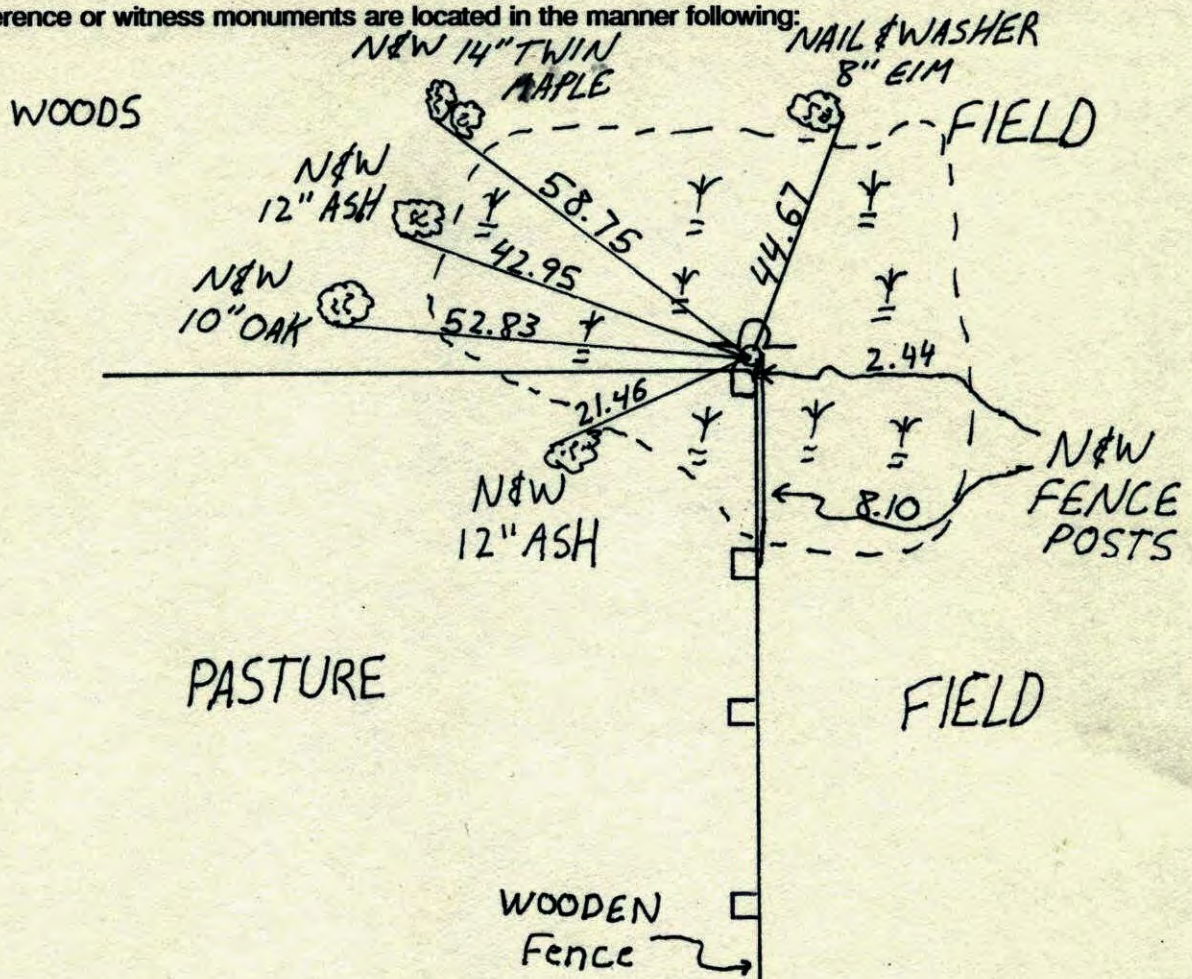 erence or witness monuments are located in the manner following:
N&W 14" TWIN
MAPLE
NAIL & WASHER
8" ElM
WOODS
FIELD
N&W
12" ASH
58.75
44.67
42.95
N&W
10" OAK
52.83
2.44
21.46
N&W
12" ASH
8.10
N&W
FENCE
POSTS
PASTURE
FIELD
WOODEN
Fence